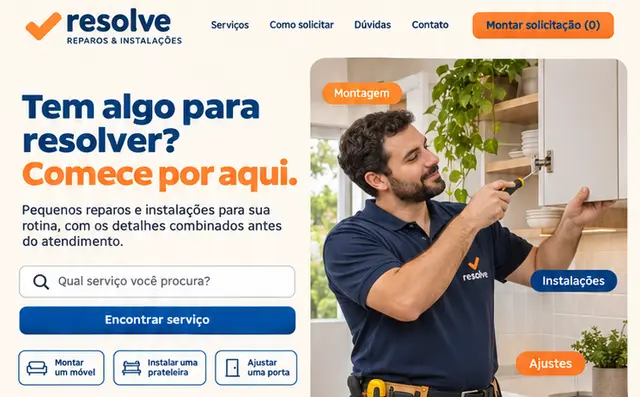 resolve
REPAROS & INSTALAÇÕES
Serviços
Como solicitar
Dúvidas
Contato
Montar solicitação (0)
Tem algo para
resolver?
Comece por aqui.
Pequenos reparos e instalações para sua
rotina, com os detalhes combinados antes
do atendimento.
Qual serviço você procura?
Encontrar serviço
Montar
um móvel
Instalar uma
prateleira
Ajustar
uma porta
Montagem
resolve
Instalações
Ajustes